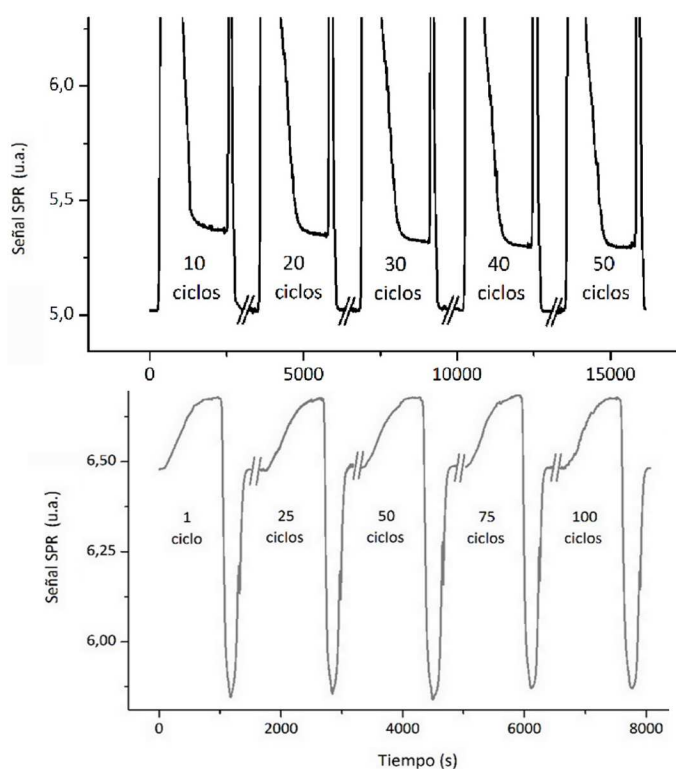 Señal SPR (u.a.)
6,0
5,5
5,0
10
ciclos
20
ciclos
30
ciclos
40
ciclos
50
ciclos
0
5000
10000
15000
Señal SPR (u.a.)
6,50
6,25
6,00
1
ciclo
25
ciclos
50
ciclos
75
ciclos
100
ciclos
0
2000
4000
6000
8000
Tiempo (s)